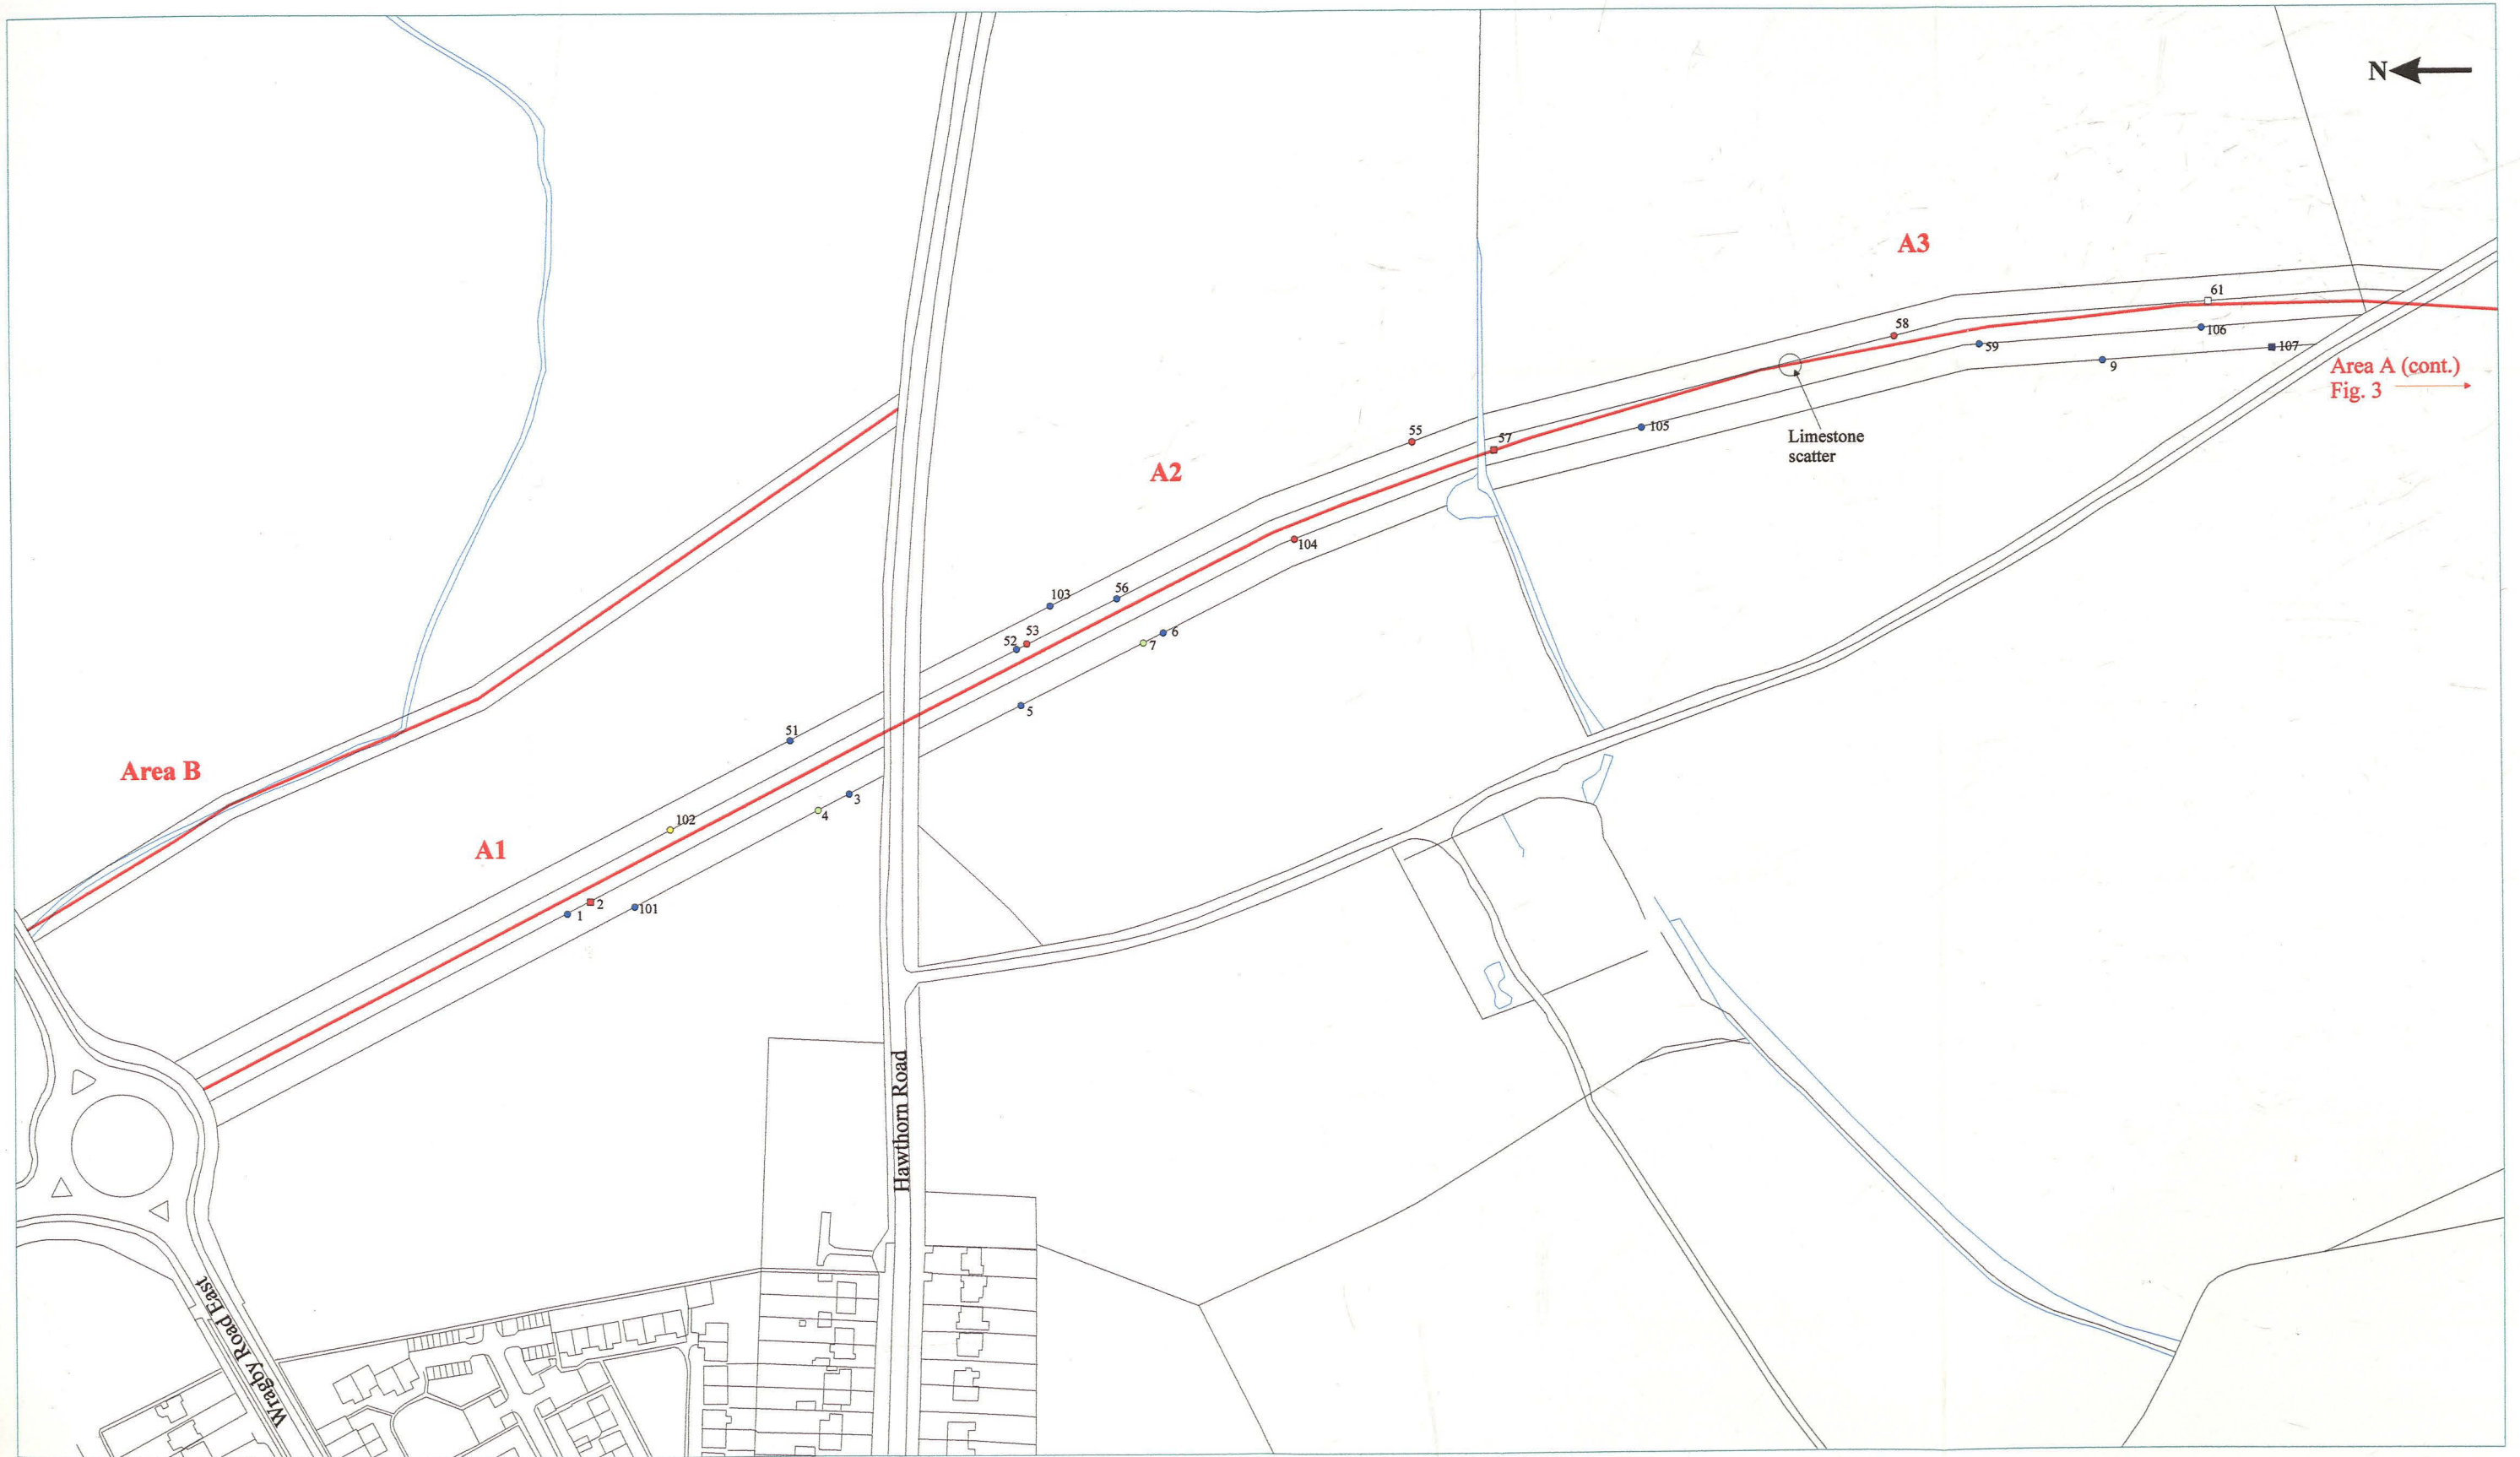 N
A3
61
58
106
59
107
9
Area A (cont.)
Fig. 3
55
57
105
Limestone
scatter
A2
104
103
56
53
52
6
7
5
51
Area B
3
4
102
A1
2
1
101
Hawthorn Road
Wragby Road East